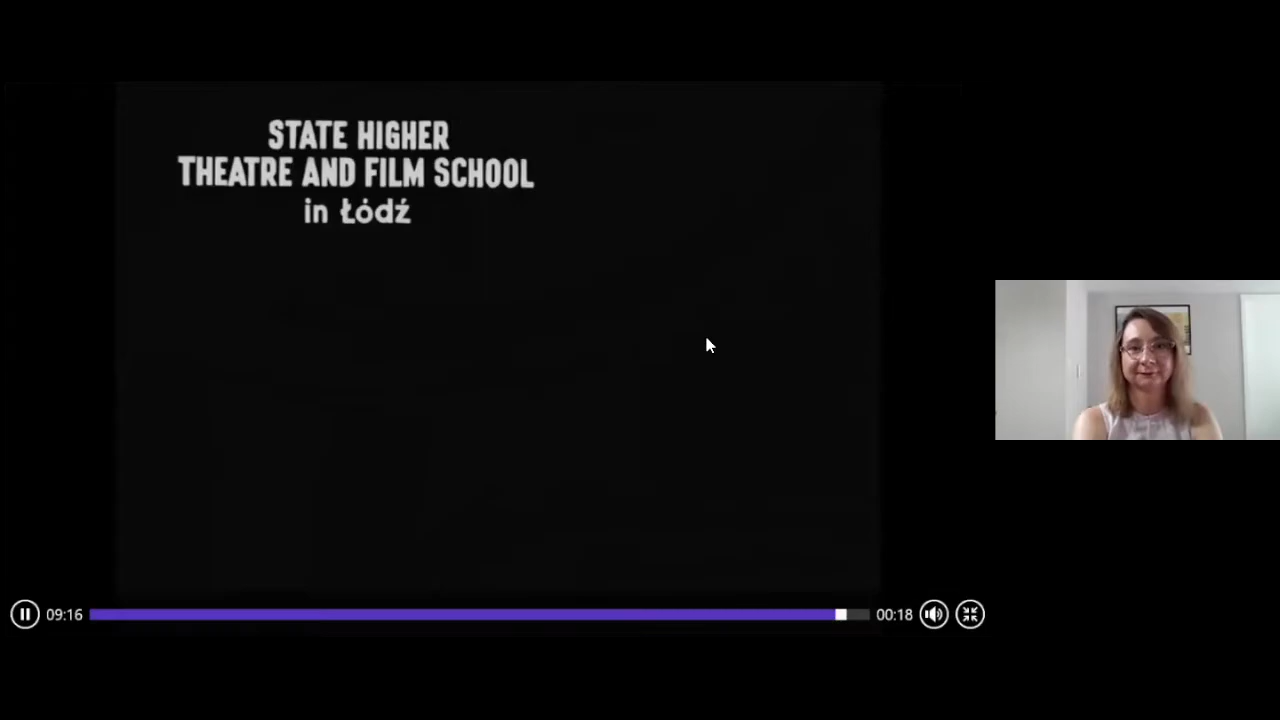 STATE HIGHER
THEATRE AND FILM SCHOOL
in Łódź
09:16
00:18